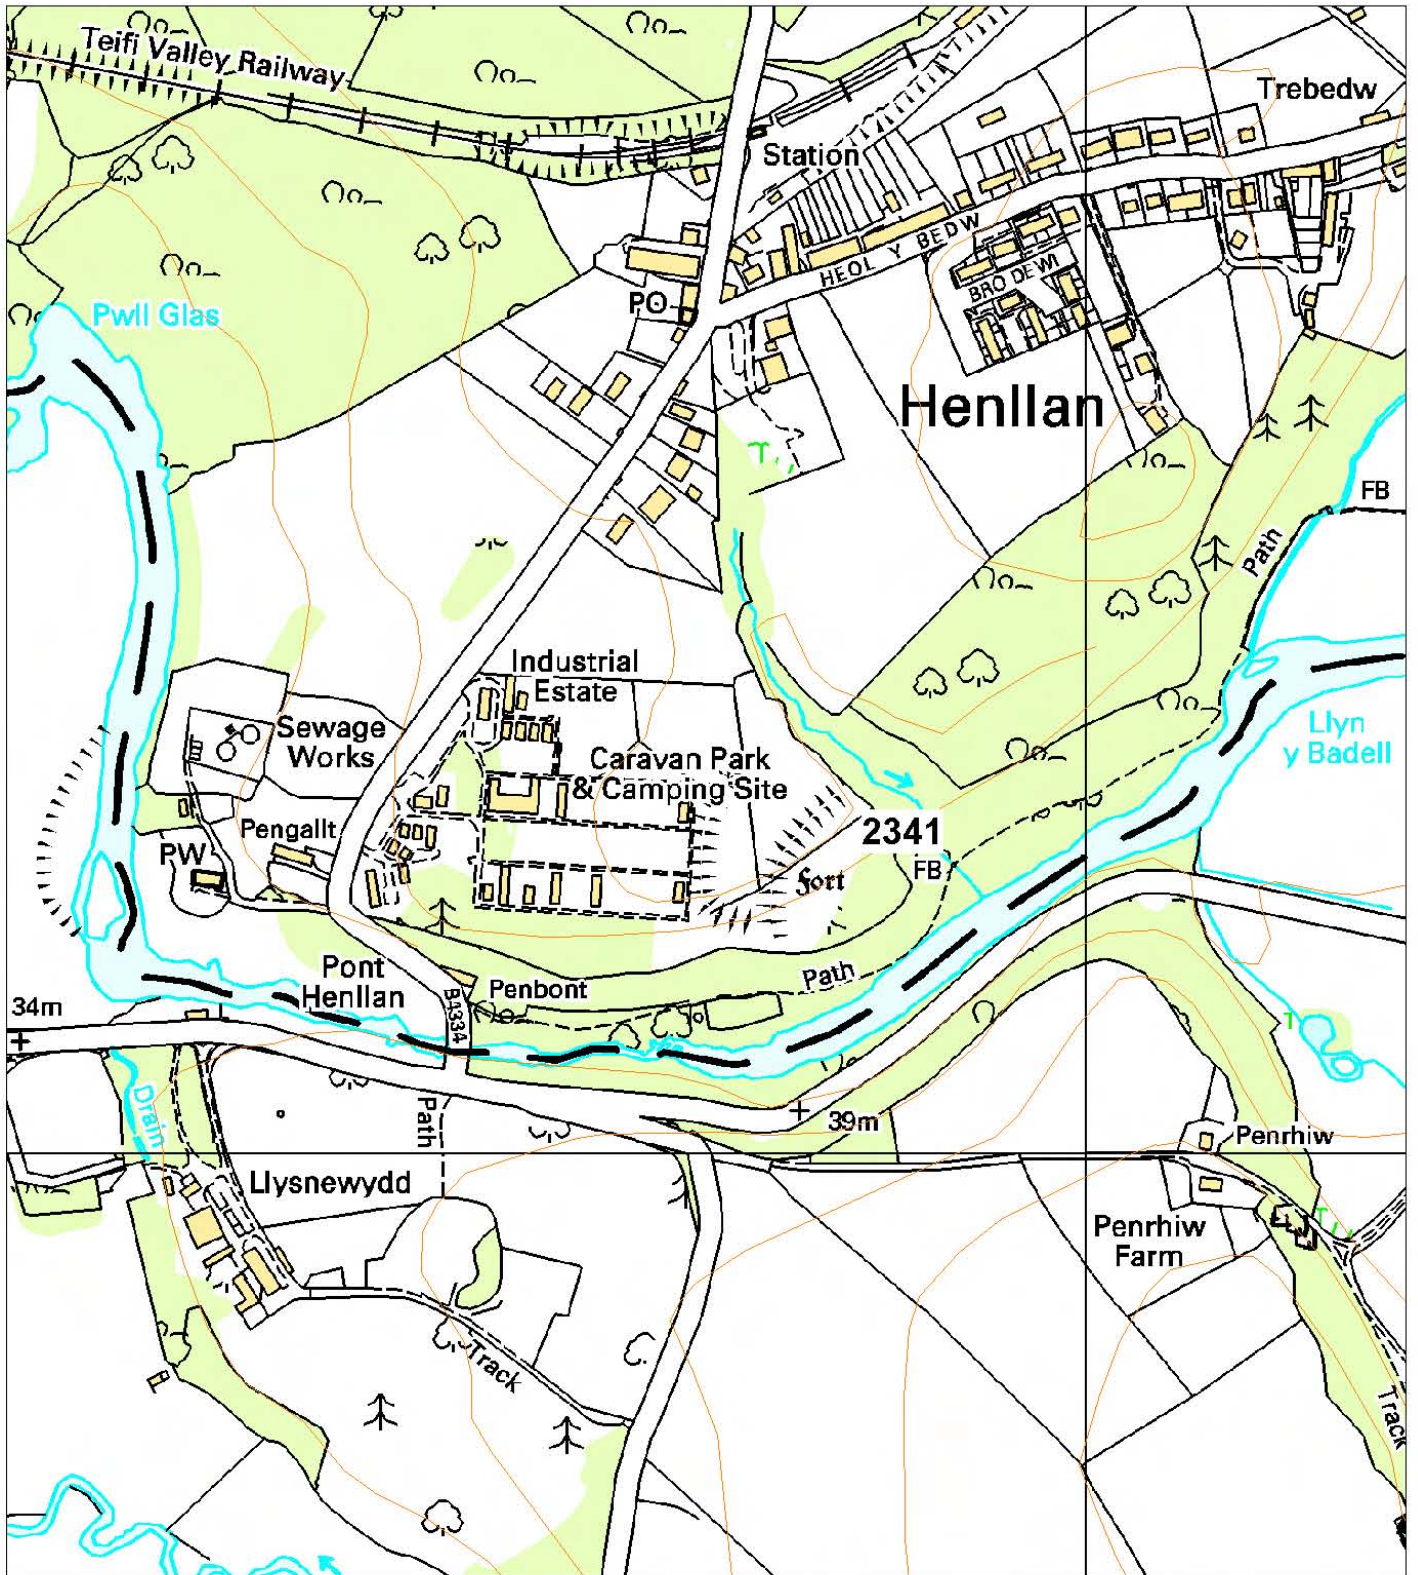 Teifi Valley Railway
Trebedw
Station
HEOL Y BEDW
BRO DEWI
Pwll Glas
PO
Henllan
FB
Path
Industrial
Estate
Sewage
Works
Llyn
y Badell
Caravan Park
& Camping Site
Pengallt
2341
PW
Fort
FB
Pont
Henllan
Penbont
Path
B4334
34m
Drain
Path
39m
Penrhiw
Llysnewydd
Penrhiw
Farm
Track
Track